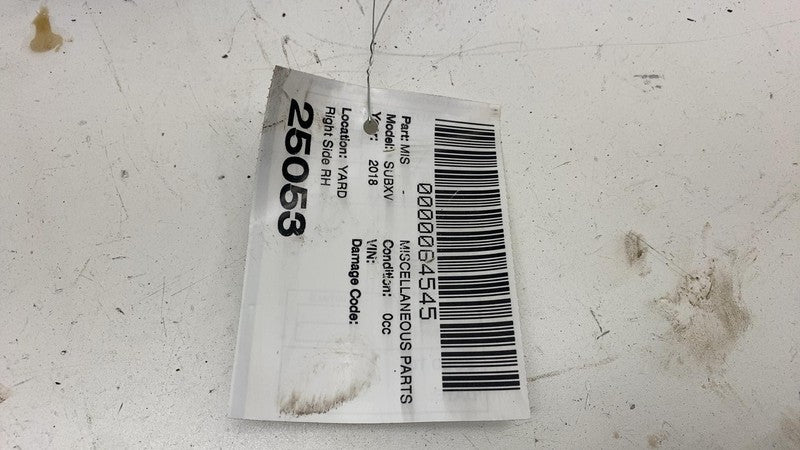 0000064545
Part: MIS - MISCELLANEOUS PARTS
Model: SUBXV Condition: 0cc
Year: 2018 VIN:
Location: YARD Damage Code:
Right Side RH
25053